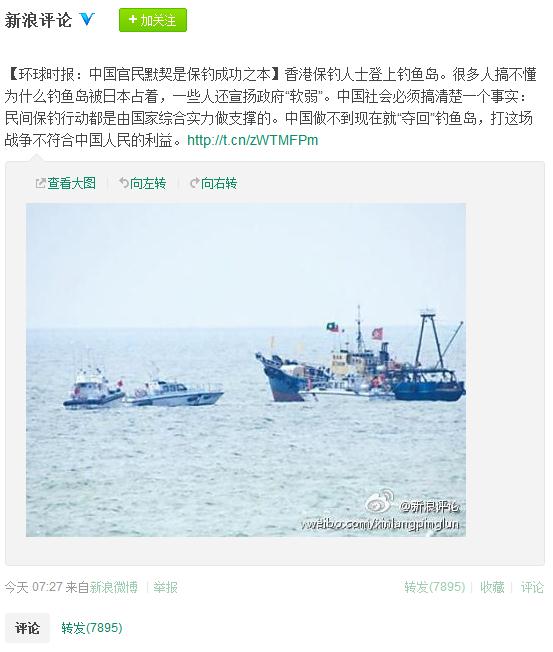 新浪评论
+ 加关注
【环球时报：中国官民默契是保钓成功之本】香港保钓人士登上钓鱼岛。很多人搞不懂
为什么钓鱼岛被日本占着，一些人还宣扬政府“软弱”。中国社会必须搞清楚一个事实：
民间保钓行动都是由国家综合实力做支撑的。中国做不到现在就“夺回”钓鱼岛，打这场
战争不符合中国人民的利益。http://t.cn/zWTMFPm
查看大图 向左转 向右转
@新浪评论
weibo.com/xinlangpinglun
今天 07:27 来自新浪微博 | 举报 转发(7895) | 收藏 | 评论
评论 转发(7895)